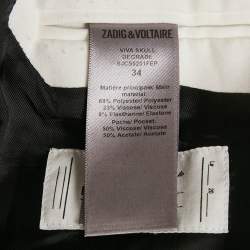 ZADIG&VOLTAIRE
VIVA SKULL
DEGRADE
34
Matière principale/ Main
material:
Polyester/ Polyester
23% Viscose/ Viscose
Elasthanne/ Elastane
Poche/ Pocket:
50% Viscose/ Viscose
50% Acetate/ Acetate